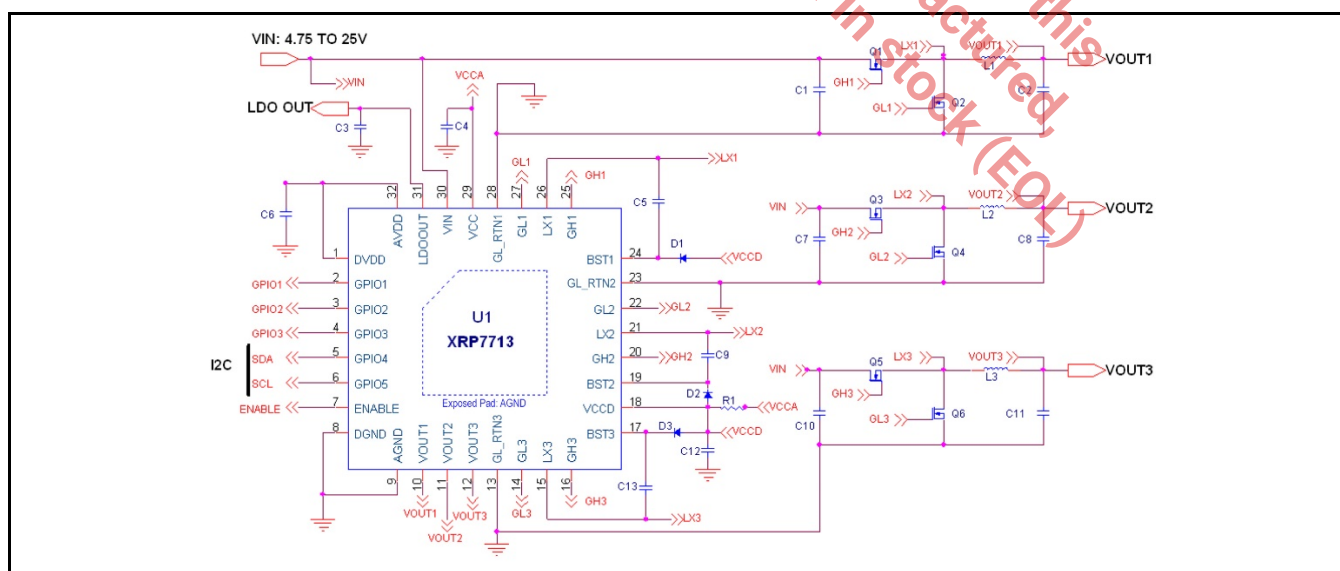 this
actured,
in stock (EOL)
VIN: 4.75 TO 25V
VIN
LDO OUT
C3
VCCA
C4
C1
Q1
GH1
LX1
GL1
Q2
VOUT1
L1
C2
VOUT1
GL1
GH1
LX1
C5
C6
32
31
30
29
28
27
26
25
AVDD
LDOOUT
VIN
VCC
GL_RTN1
GL1
LX1
GH1
1
DVDD
GPIO1
2
GPIO1
GPIO2
3
GPIO2
GPIO3
4
GPIO3
I2C
SDA
5
GPIO4
SCL
6
GPIO5
ENABLE
7
ENABLE
8
DGND
U1
XRP7713
Exposed Pad: AGND
BST1
24
D1
VCCD
GL_RTN2
23
GL2
22
GL2
LX2
21
LX2
C9
GH2
20
GH2
BST2
19
D2
VCCD
18
R1
VCCA
BST3
17
D3
VCCD
C12
C13
AGND
VOUT1
VOUT2
VOUT3
GL_RTN3
GL3
LX3
GH3
9
10
11
12
13
14
15
16
VOUT1
VOUT2
VOUT3
GL3
GH3
LX3
VIN
C7
Q3
GH2
LX2
GL2
Q4
VOUT2
L2
C8
VOUT2
VIN
C10
Q5
GH3
LX3
GL3
Q6
VOUT3
L3
C11
VOUT3